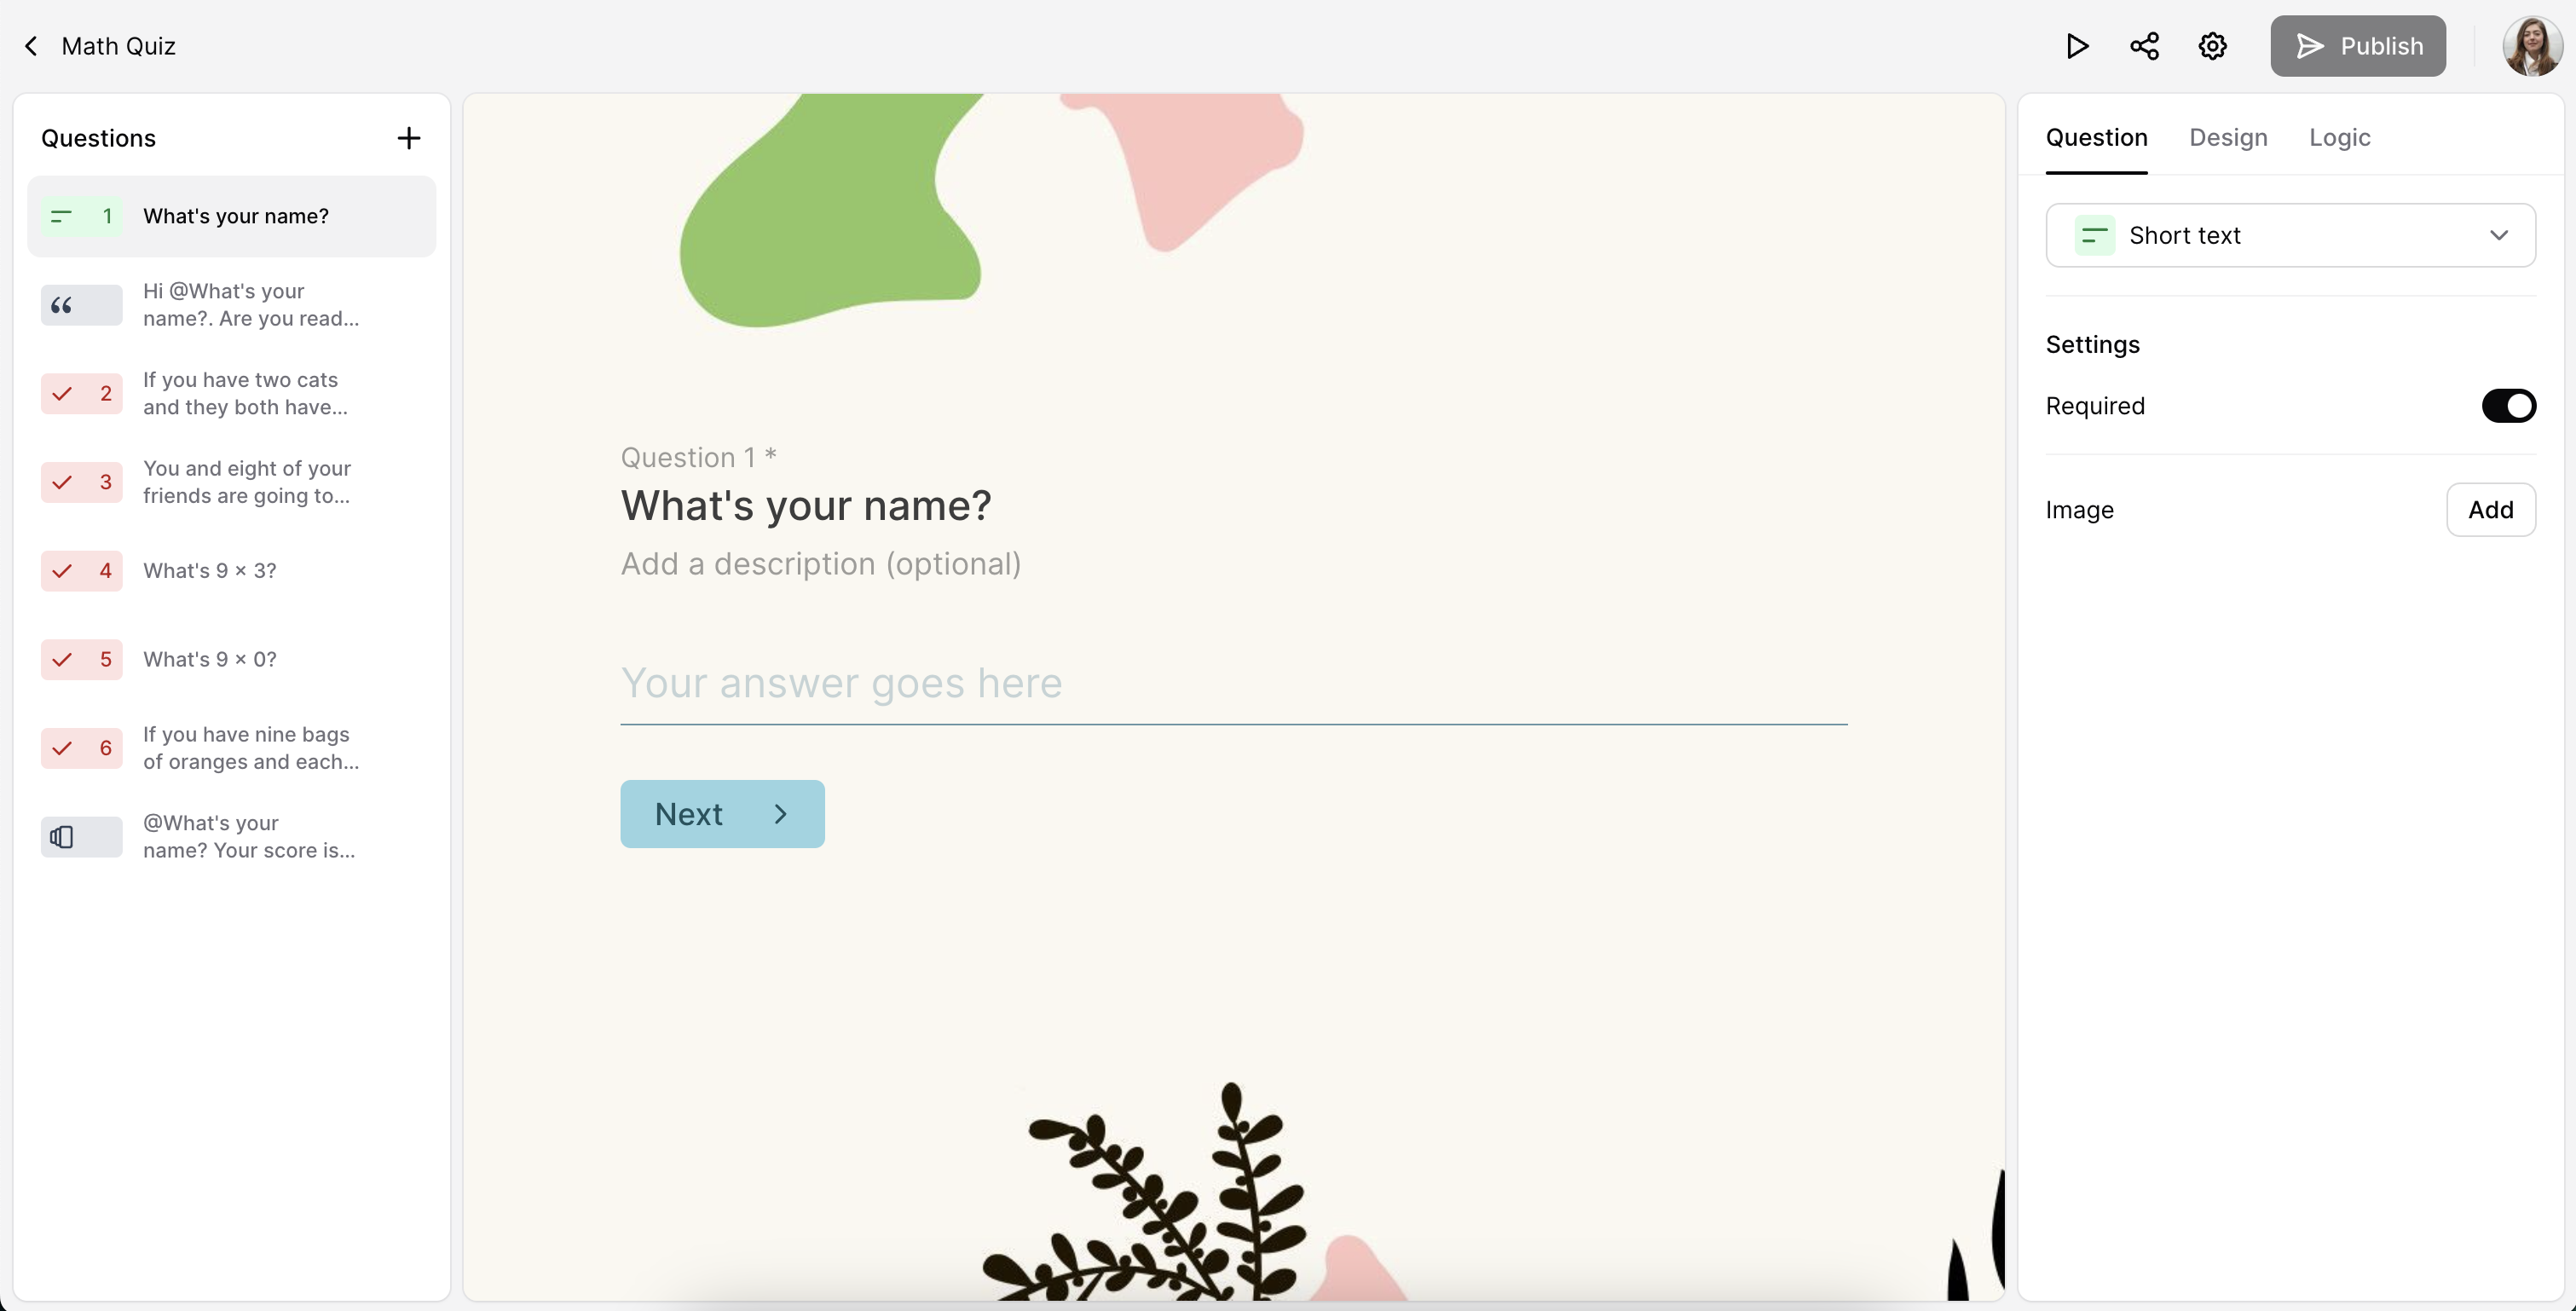 Math Quiz
Publish
Questions
1 What's your name?
Hi @What's your
name?. Are you read...
2 If you have two cats
and they both have...
3 You and eight of your
friends are going to...
4 What's 9 × 3?
5 What's 9 × 0?
6 If you have nine bags
of oranges and each...
@What's your
name? Your score is...
Question 1 *
What's your name?
Add a description (optional)
Your answer goes here
Next
Question Design Logic
Short text
Settings
Required
Image Add